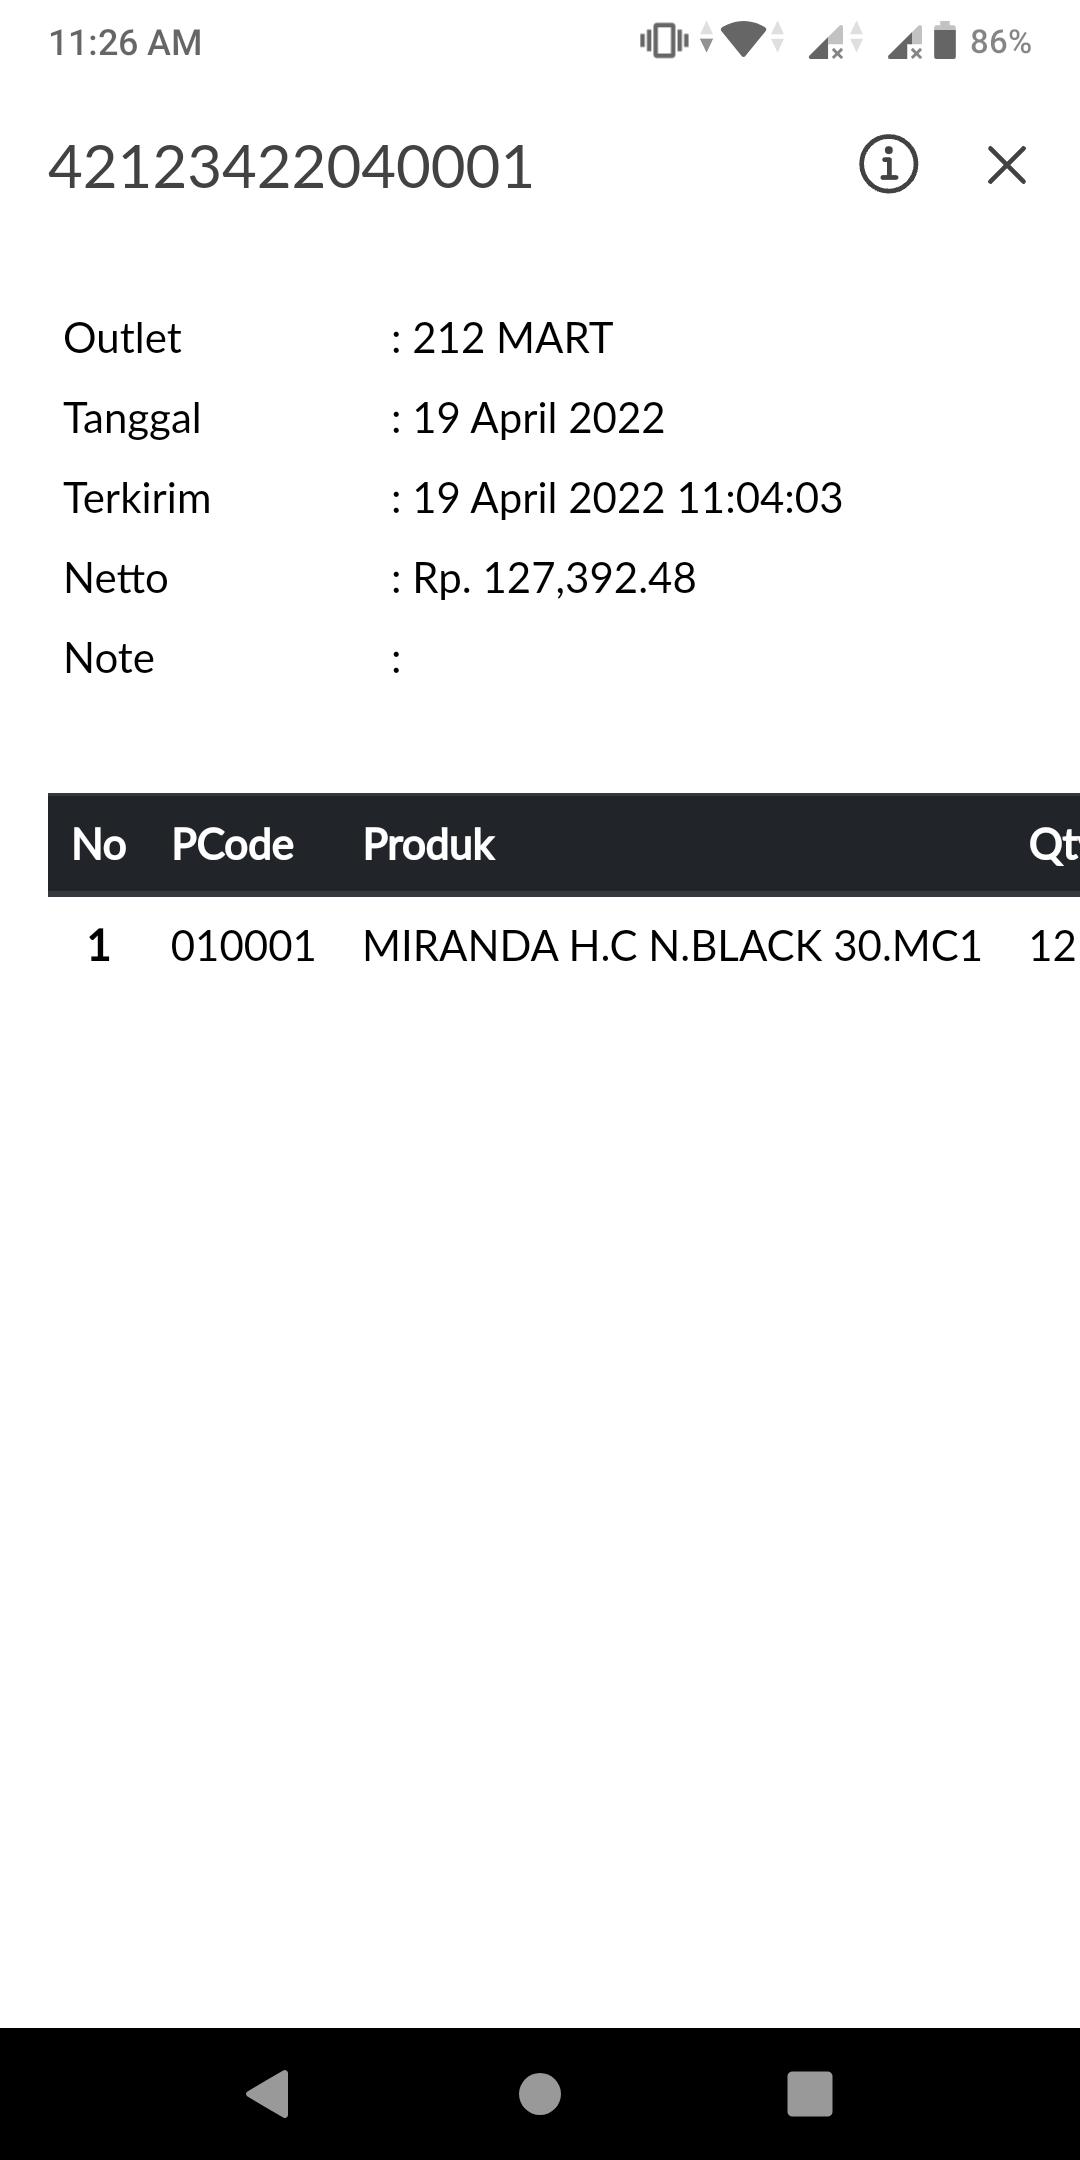 11:26 AM 86%
42123422040001
Outlet : 212 MART
Tanggal : 19 April 2022
Terkirim : 19 April 2022 11:04:03
Netto : Rp. 127,392.48
Note :
No PCode Produk
1 010001 MIRANDA H.C N.BLACK 30.MC1 12